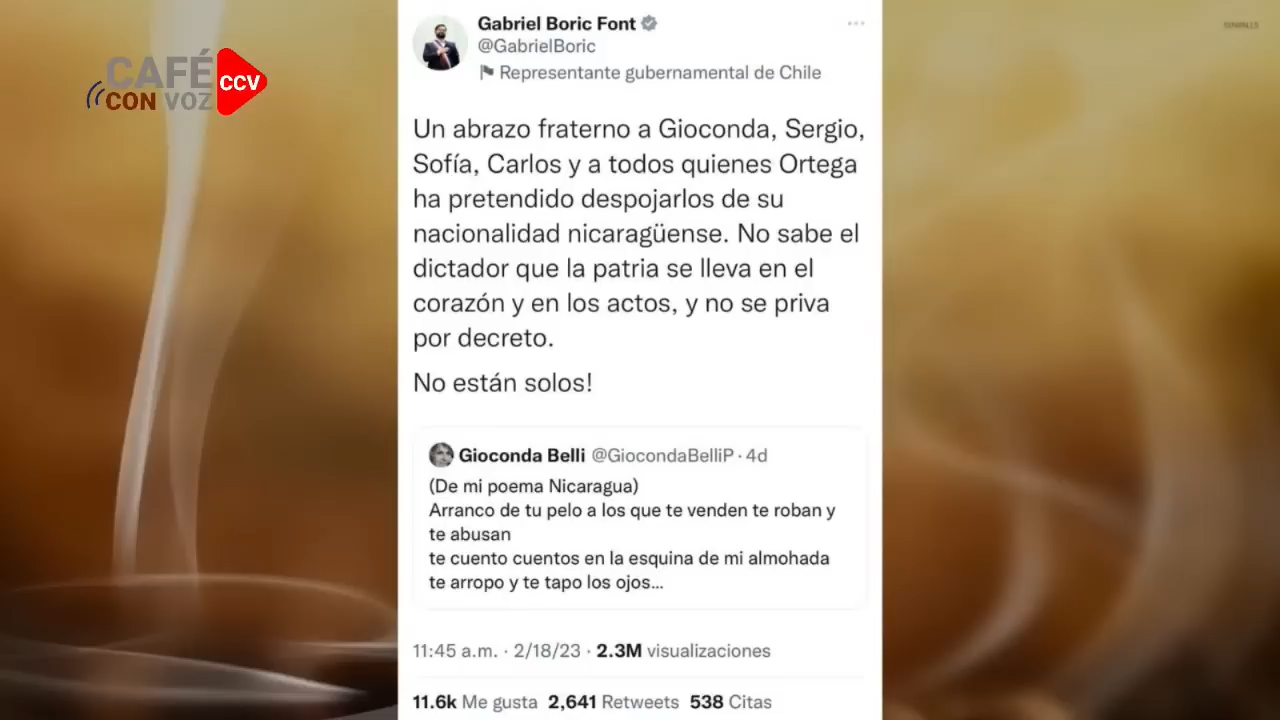 CAFÉ
CON VOZ
CCV
Gabriel Boric Font
@GabrielBoric
Representante gubernamental de Chile
Un abrazo fraterno a Gioconda, Sergio,
Sofía, Carlos y a todos quienes Ortega
ha pretendido despojarlos de su
nacionalidad nicaragüense. No sabe el
dictador que la patria se lleva en el
corazón y en los actos, y no se priva
por decreto.
No están solos!
Gioconda Belli @GiocondaBelliP · 4d
(De mi poema Nicaragua)
Arranco de tu pelo a los que te venden te roban y
te abusan
te cuento cuentos en la esquina de mi almohada
te arropo y te tapo los ojos...
11:45 a.m. · 2/18/23 · 2.3M visualizaciones
11.6k Me gusta 2,641 Retweets 538 Citas